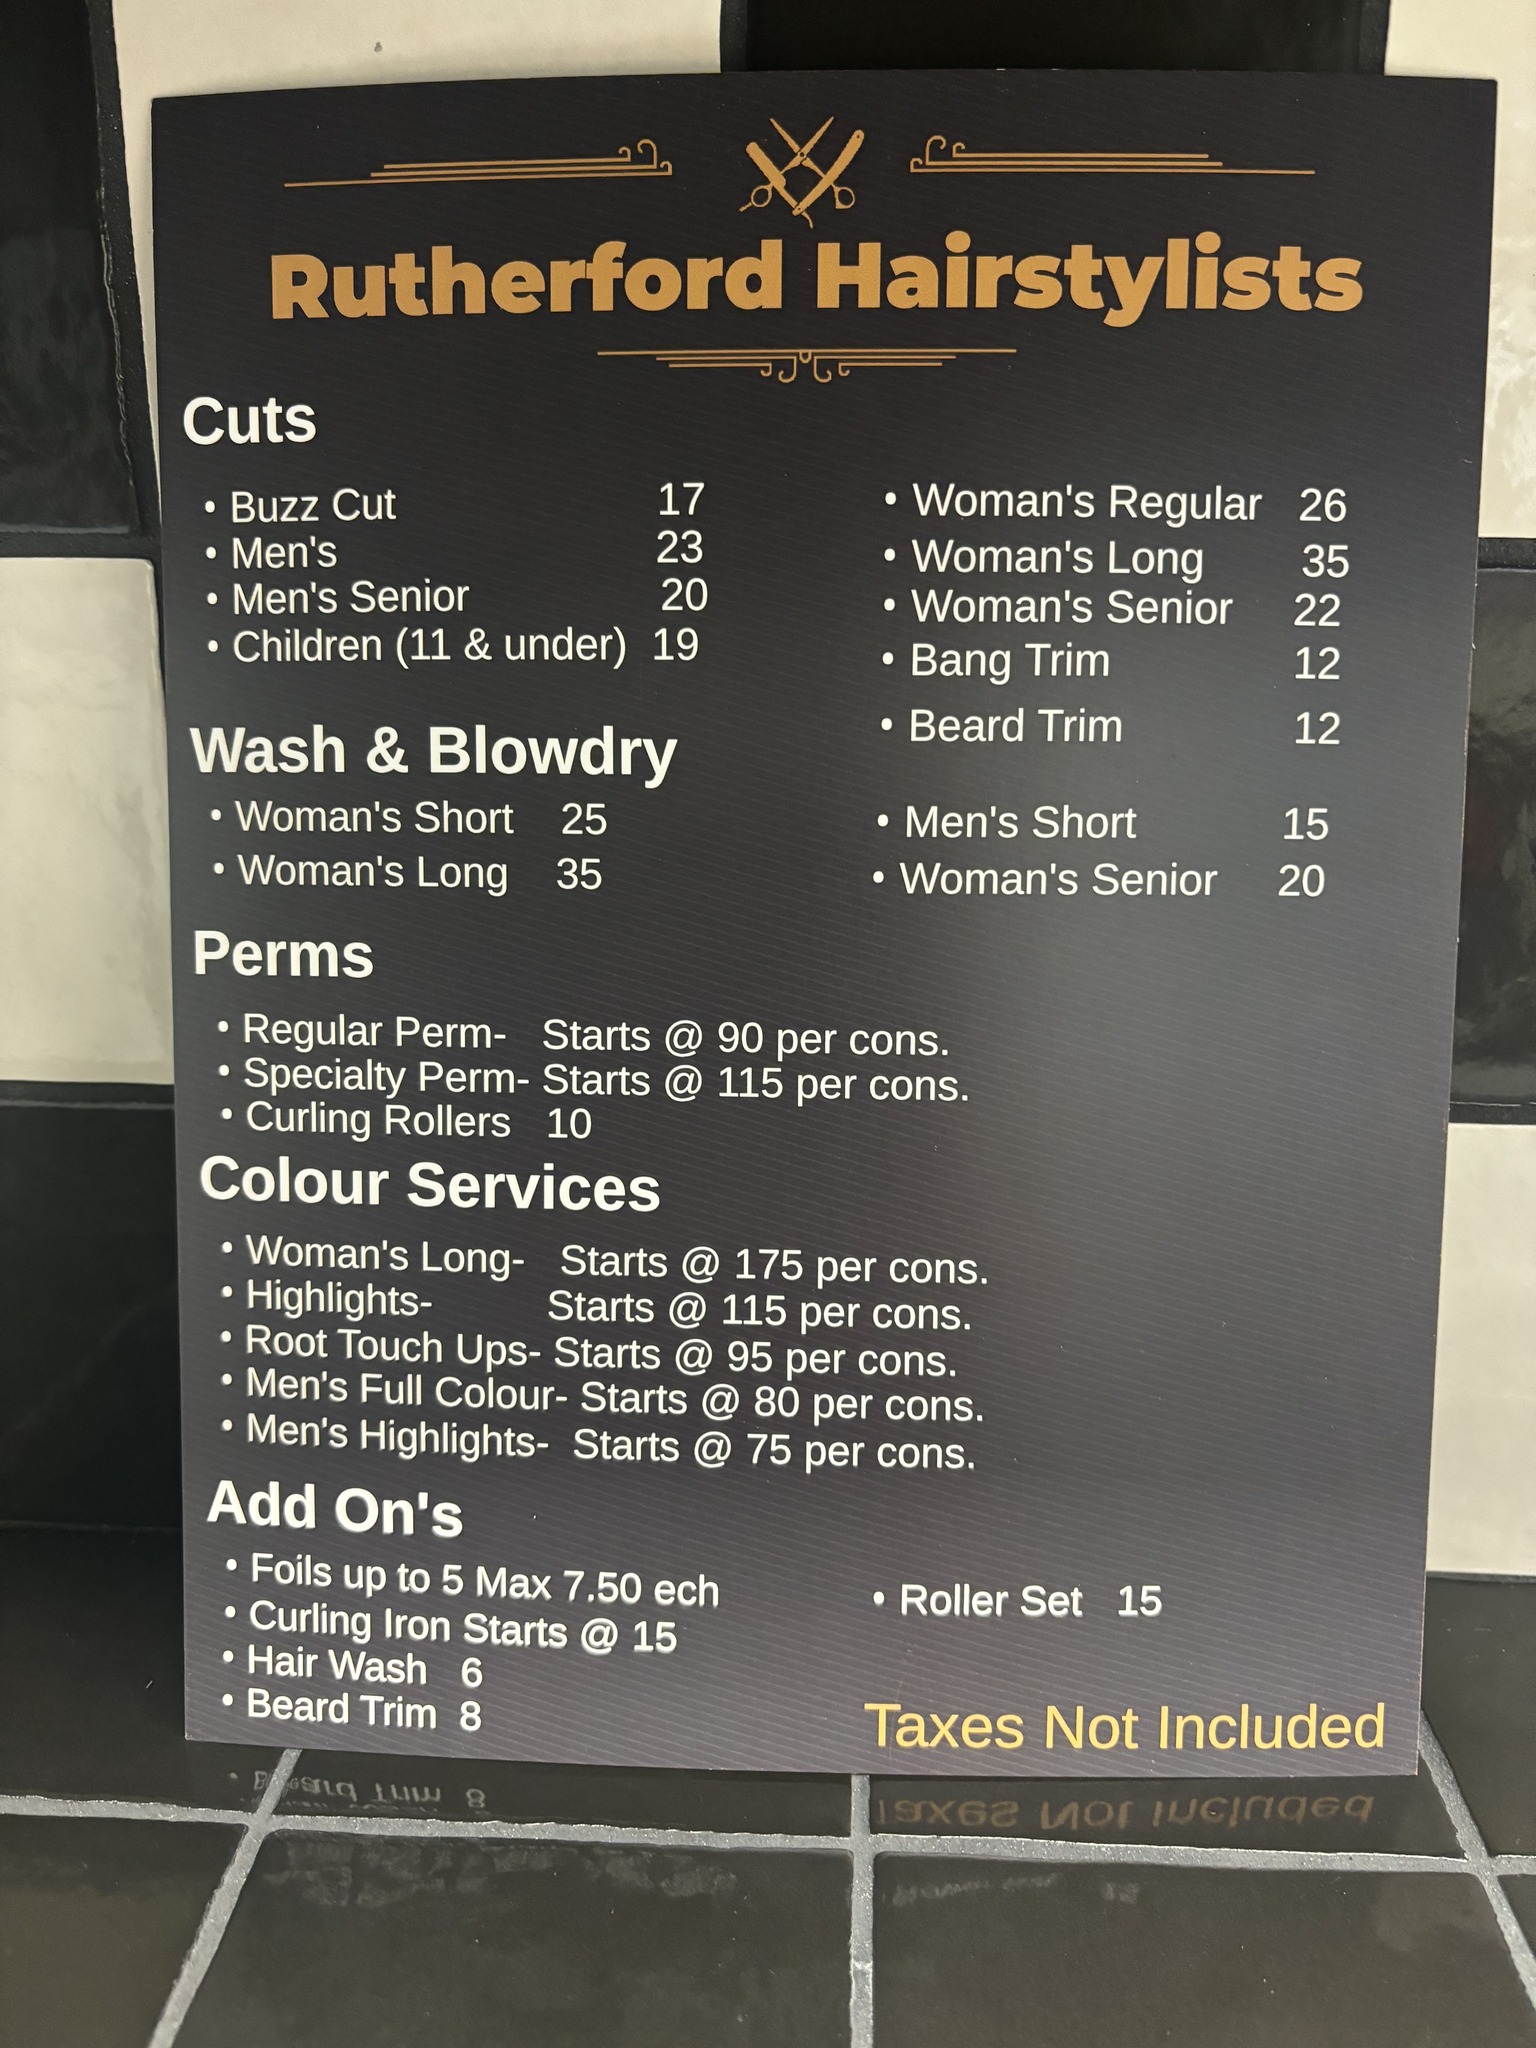 Rutherford Hairstylists
Cuts
• Buzz Cut 17
• Men's 23
• Men's Senior 20
• Children (11 & under) 19
• Woman's Regular 26
• Woman's Long 35
• Woman's Senior 22
• Bang Trim 12
• Beard Trim 12
Wash & Blowdry
• Woman's Short 25
• Woman's Long 35
• Men's Short 15
• Woman's Senior 20
Perms
• Regular Perm- Starts @ 90 per cons.
• Specialty Perm- Starts @ 115 per cons.
• Curling Rollers 10
Colour Services
• Woman's Long- Starts @ 175 per cons.
• Highlights- Starts @ 115 per cons.
• Root Touch Ups- Starts @ 95 per cons.
• Men's Full Colour- Starts @ 80 per cons.
• Men's Highlights- Starts @ 75 per cons.
Add On's
• Foils up to 5 Max 7.50 ech
• Curling Iron Starts @ 15
• Hair Wash 6
• Beard Trim 8
• Roller Set 15
Taxes Not Included